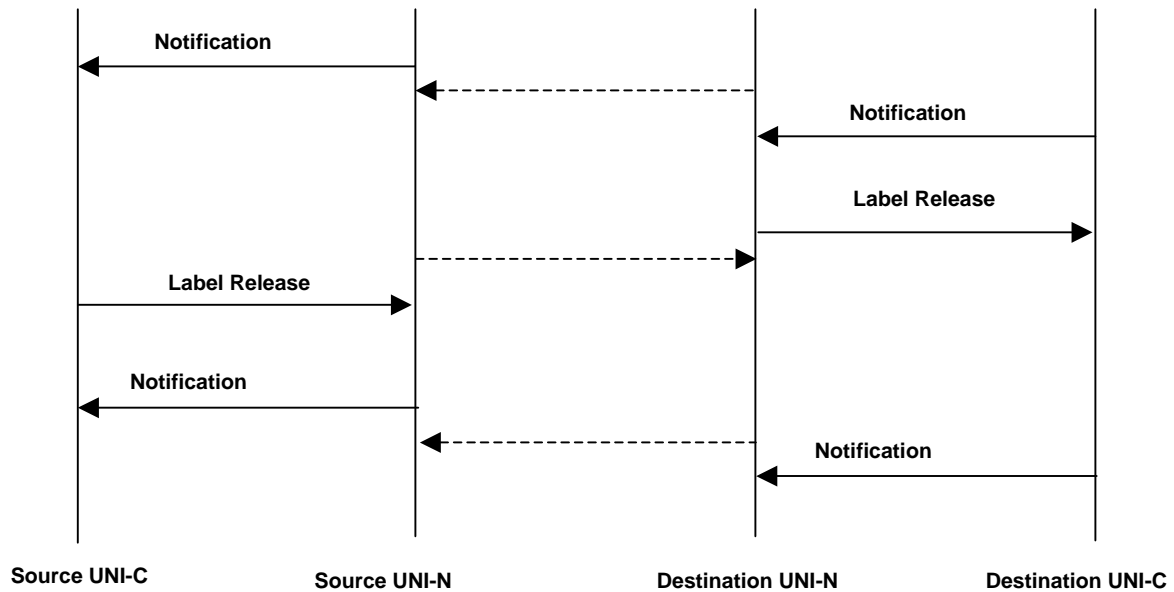 Notification
Notification
Label Release
Label Release
Notification
Notification
Source UNI-C
Source UNI-N
Destination UNI-N
Destination UNI-C